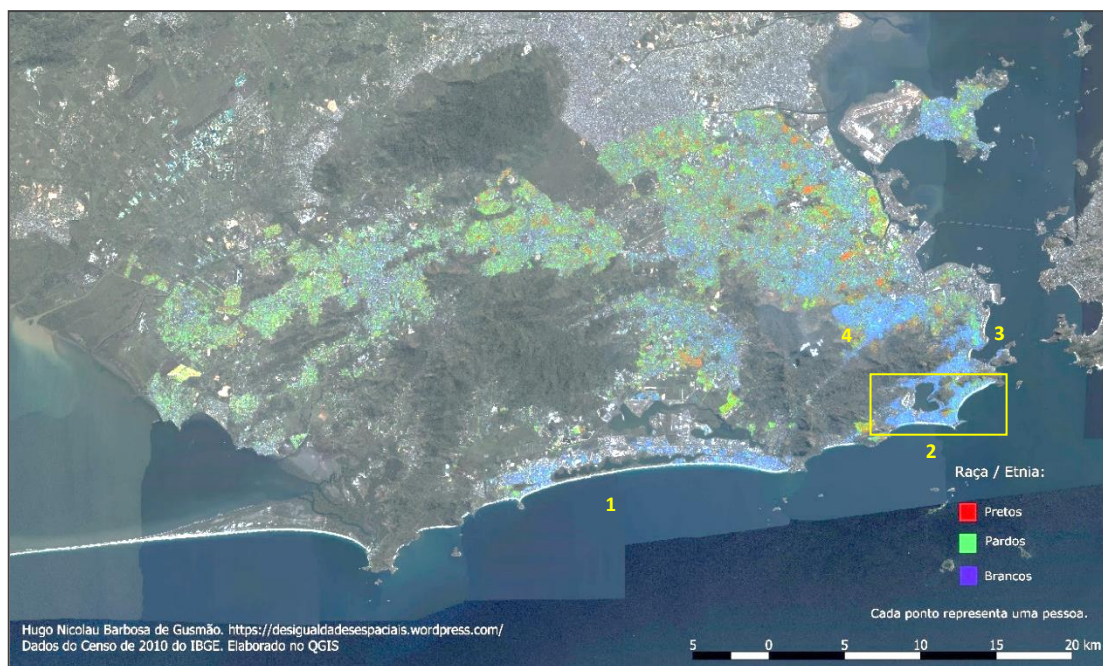 4
3
2
1
Raça / Etnia:
Pretos
Pardos
Brancos
Cada ponto representa uma pessoa.
Hugo Nicolau Barbosa de Gusmão. https://desigualdadesespaciais.wordpress.com/
Dados do Censo de 2010 do IBGE. Elaborado no QGIS
5 0 5 10 15 20 km